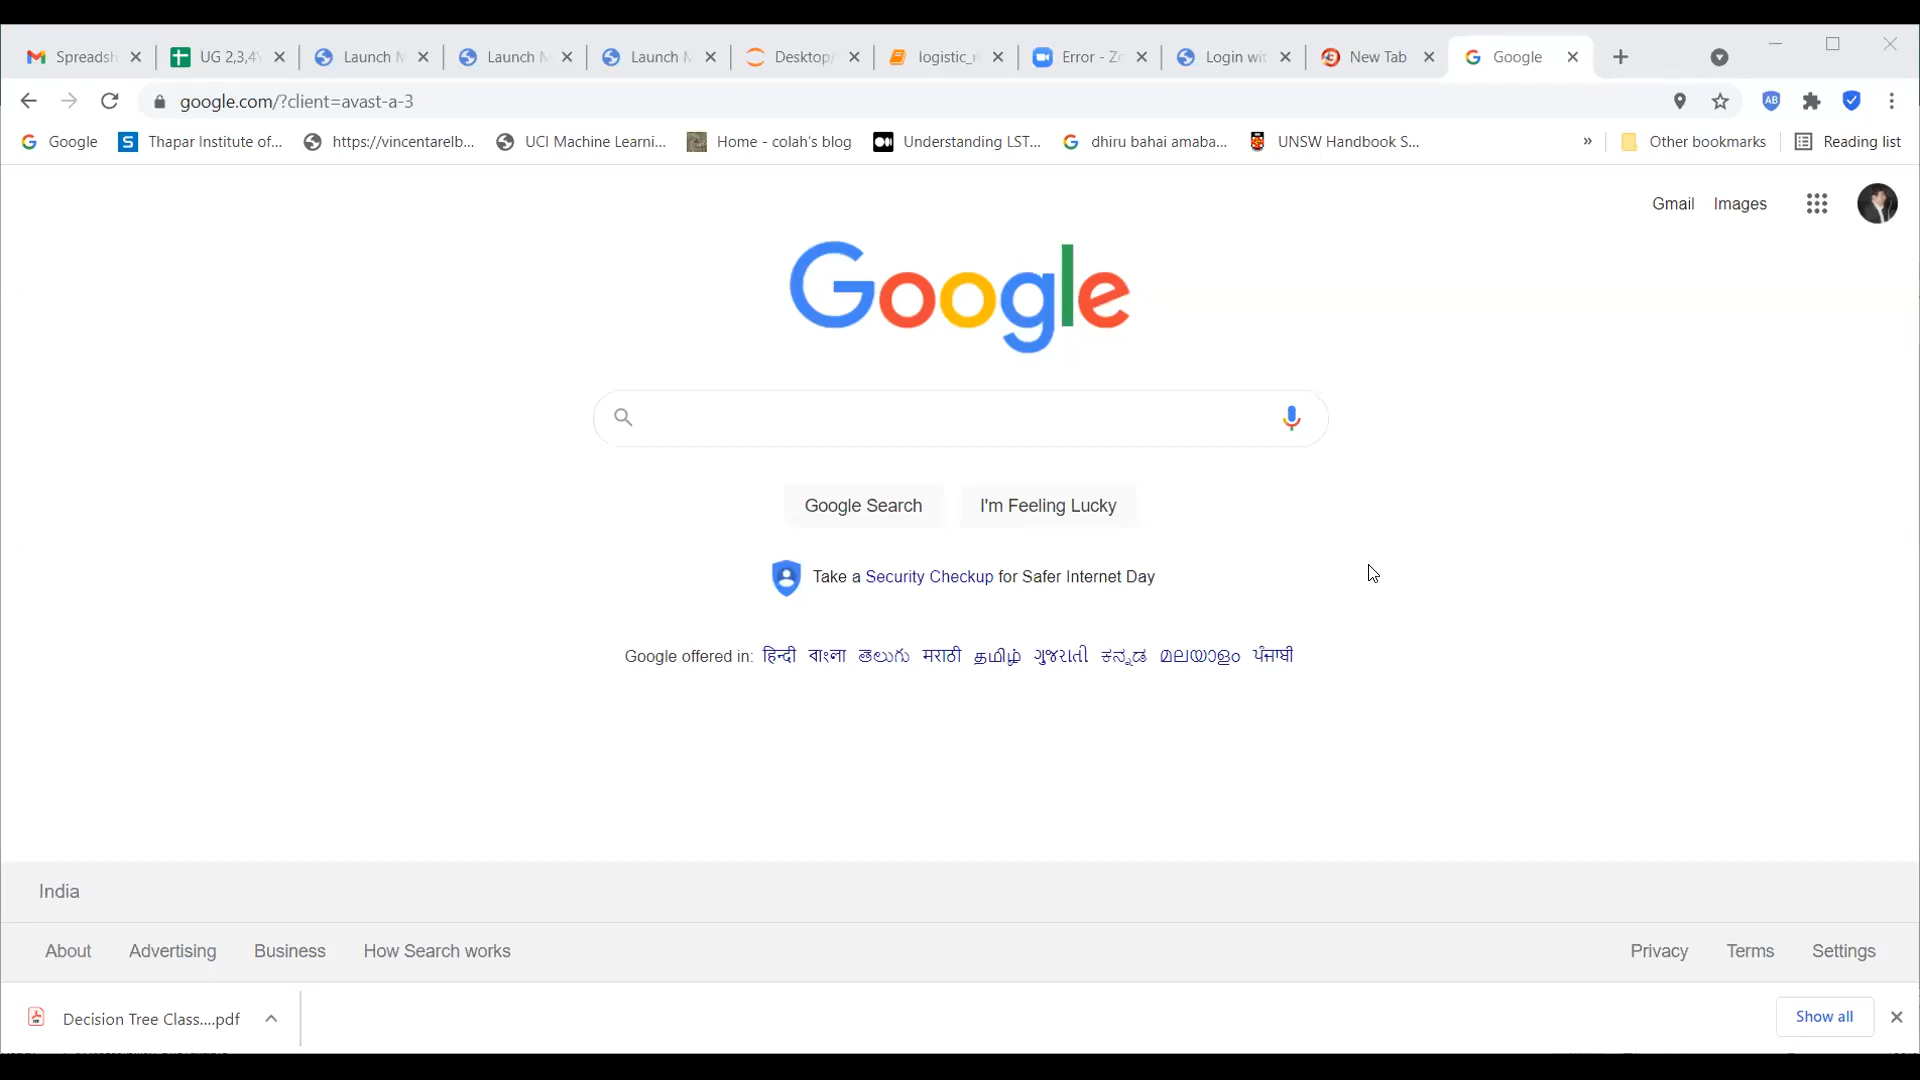 Spreadsh UG 2,3,4Y Launch M Launch M Launch M Desktop/ logistic_r Error - Zo Login wit New Tab Google
google.com/?client=avast-a-3
Google Thapar Institute of... https://vincentarelb... UCI Machine Learni... Home - colah's blog Understanding LST... dhiru bahai amaba... UNSW Handbook S... » Other bookmarks Reading list
Gmail Images
Google
Google Search I'm Feeling Lucky
Take a Security Checkup for Safer Internet Day
Google offered in: हिन्दी বাংলা తెలుగు मराठी தமிழ் ગુજરાતી ಕನ್ನಡ മലയാളം ਪੰਜਾਬੀ
India
About Advertising Business How Search works Privacy Terms Settings
Decision Tree Class....pdf Show all